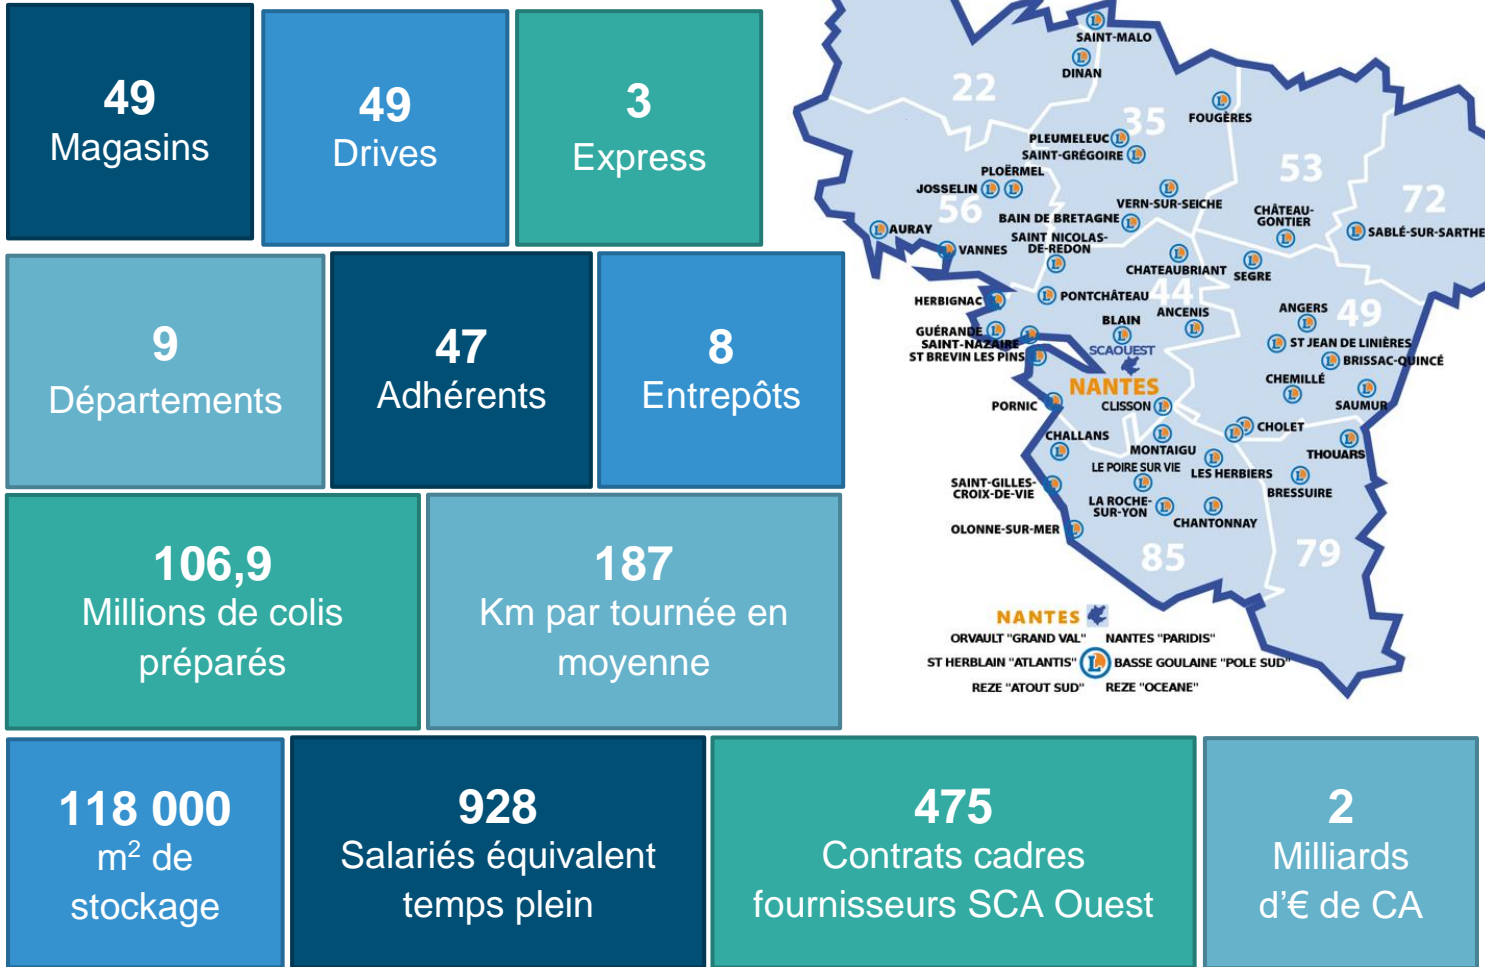 49
Magasins
49
Drives
3
Express
9
Départements
47
Adhérents
8
Entrepôts
106,9
Millions de colis
préparés
187
Km par tournée en
moyenne
118 000
m² de
stockage
928
Salariés équivalent
temps plein
475
Contrats cadres
fournisseurs SCA Ouest
2
Milliards
d'€ de CA
SAINT-MALO
DINAN
22
FOUGÈRES
35
PLEUMELEUC
SAINT-GRÉGOIRE
53
PLOËRMEL
JOSSELIN
56
VERN-SUR-SEICHE
72
CHÂTEAU-
GONTIER
BAIN DE BRETAGNE
AURAY
SABLÉ-SUR-SARTHE
SAINT NICOLAS-
DE-REDON
VANNES
CHATEAUBRIANT
SEGRE
HERBIGNAC
PONTCHÂTEAU
44
ANCENIS
ANGERS
49
BLAIN
GUÉRANDE
SAINT-NAZAIRE
ST JEAN DE LINIÈRES
SCAOUEST
ST BREVIN LES PINS
BRISSAC-QUINCÉ
NANTES
CHEMILLÉ
PORNIC
CLISSON
SAUMUR
CHOLET
CHALLANS
MONTAIGU
THOUARS
LE POIRE SUR VIE
LES HERBIERS
SAINT-GILLES-
CROIX-DE-VIE
BRESSUIRE
LA ROCHE-
SUR-YON
CHANTONNAY
OLONNE-SUR-MER
85
79
NANTES
ORVAULT "GRAND VAL" NANTES "PARIDIS"
ST HERBLAIN "ATLANTIS" L BASSE GOULAINE "POLE SUD"
REZE "ATOUT SUD" REZE "OCEANE"